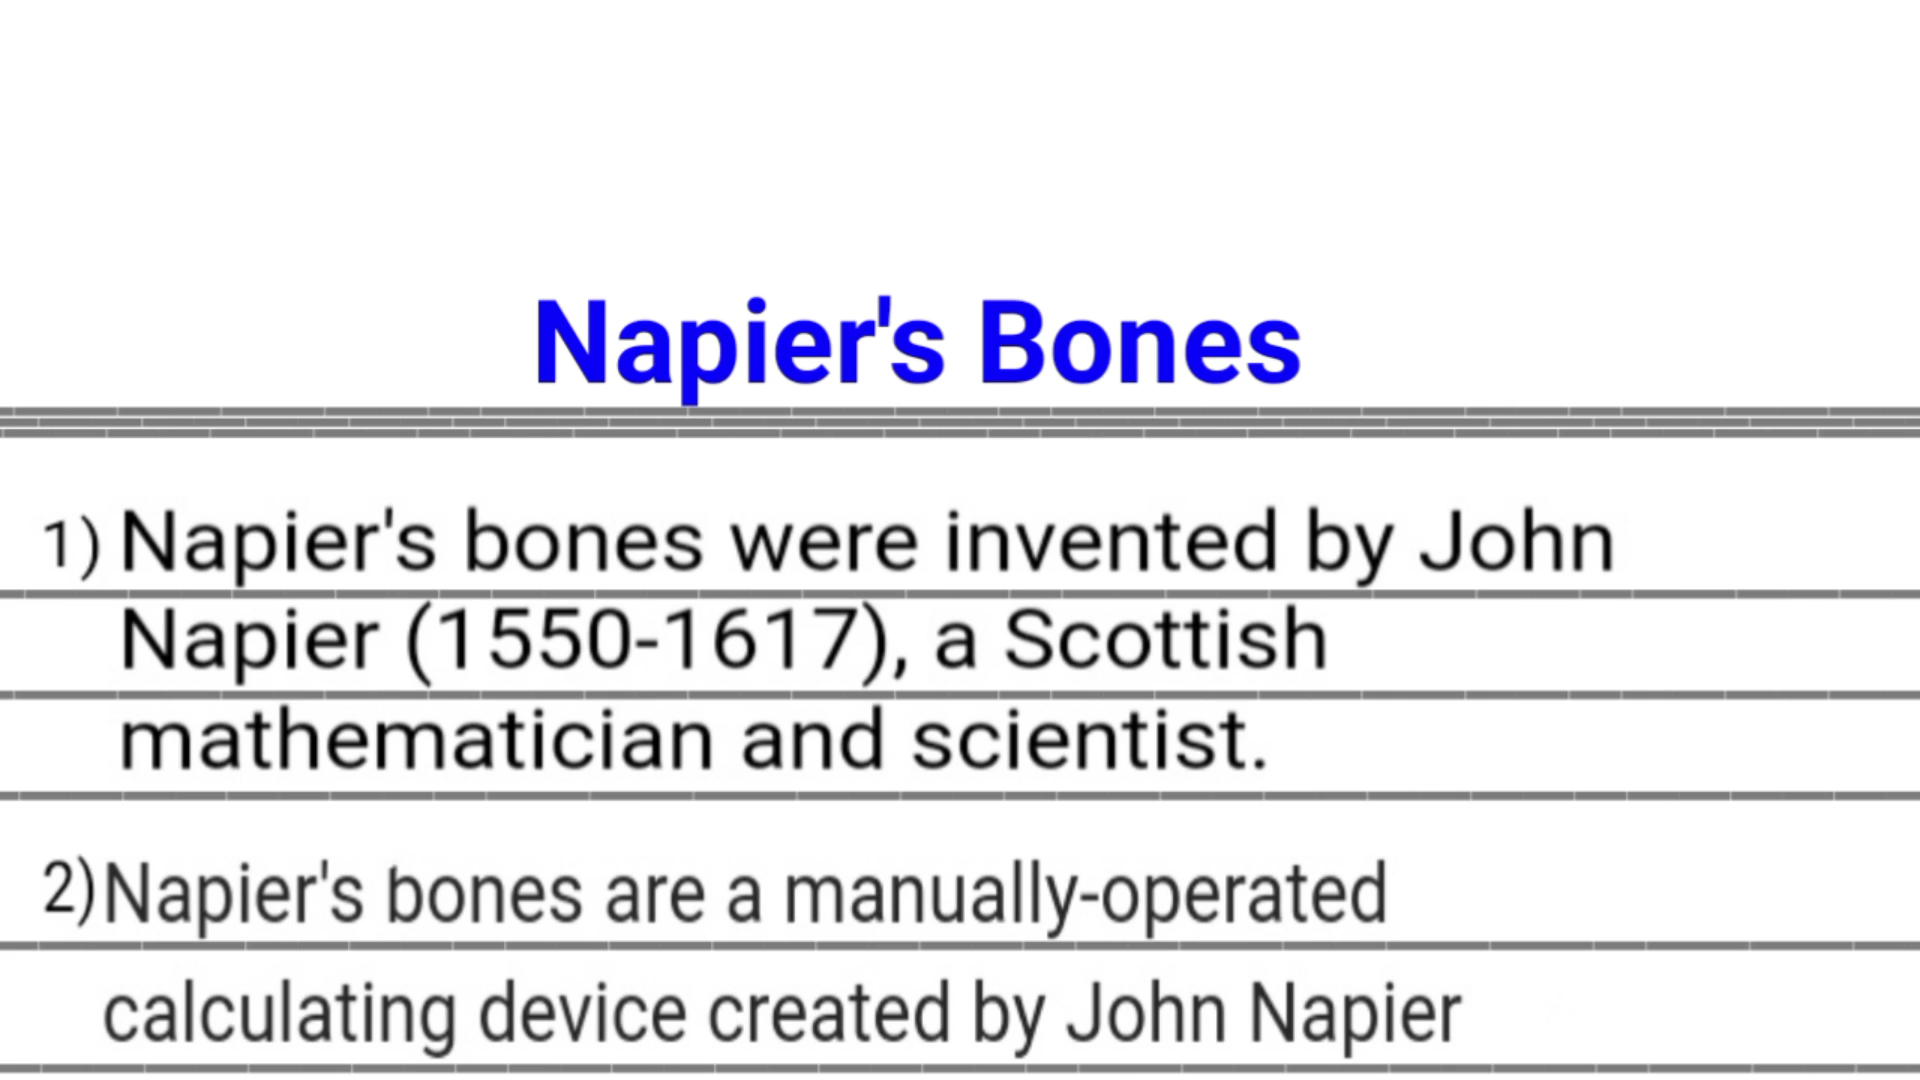 Napier's Bones
1) Napier's bones were invented by John
Napier (1550-1617), a Scottish
mathematician and scientist.
2) Napier's bones are a manually-operated
calculating device created by John Napier